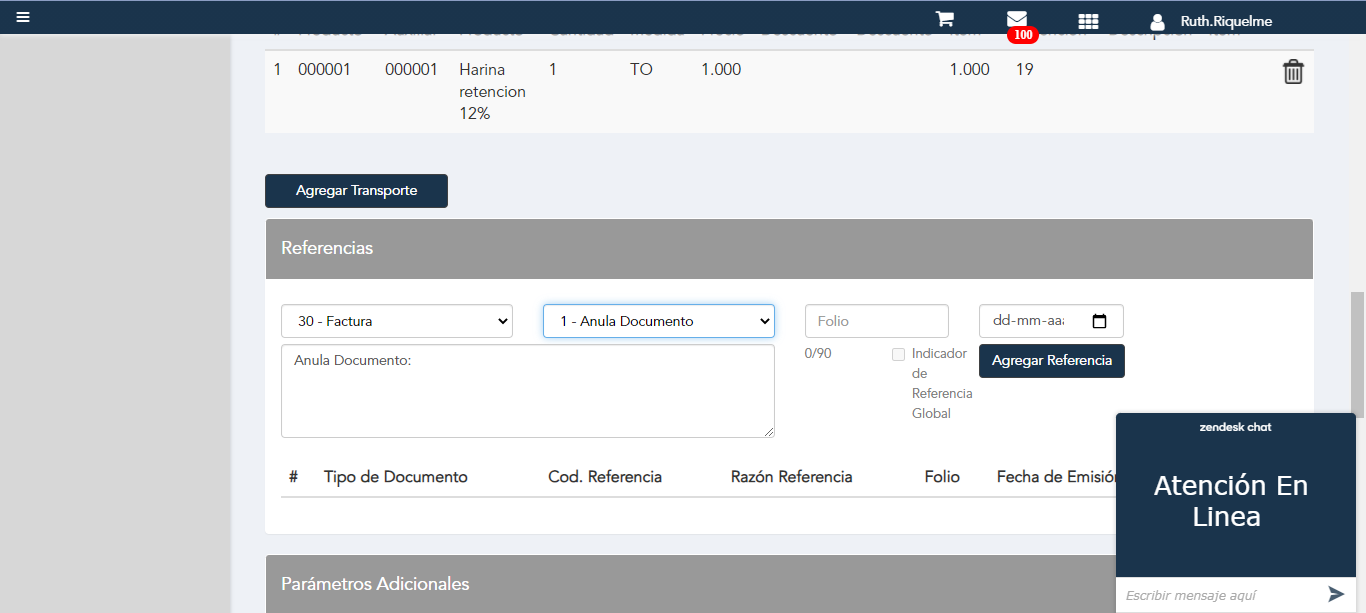 Ruth.Riquelme
100
1 000001 000001 Harina 1 TO 1.000 1.000 19
retencion
12%
Agregar Transporte
Referencias
30 - Factura 1 - Anula Documento Folio dd-mm-aaa
Anula Documento: 0/90 Indicador Agregar Referencia
de
Referencia
Global
zendesk chat
# Tipo de Documento Cod. Referencia Razón Referencia Folio Fecha de Emisión
Atención En
Linea
Parámetros Adicionales
Escribir mensaje aquí